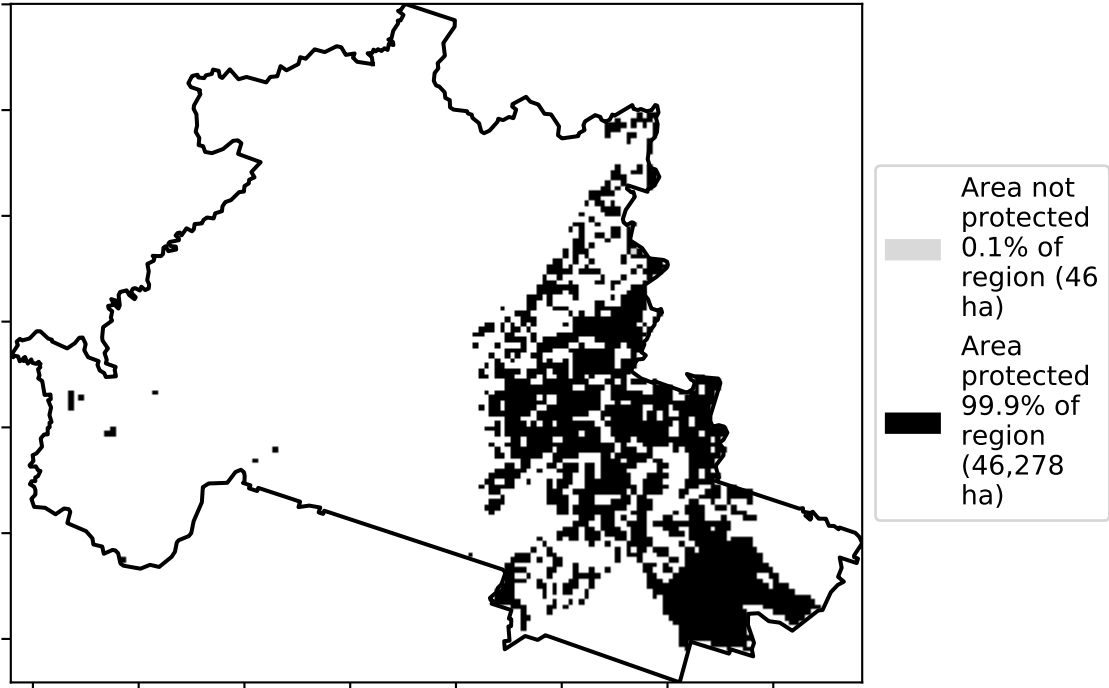 Area not
protected
0.1% of
region (46
ha)
Area
protected
99.9% of
region
(46,278
ha)